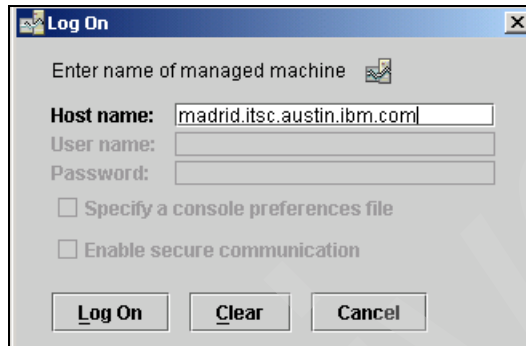 Log On
Enter name of managed machine
Host name: madrid.itsc.austin.ibm.com
User name:
Password:
Specify a console preferences file
Enable secure communication
Log On Clear Cancel